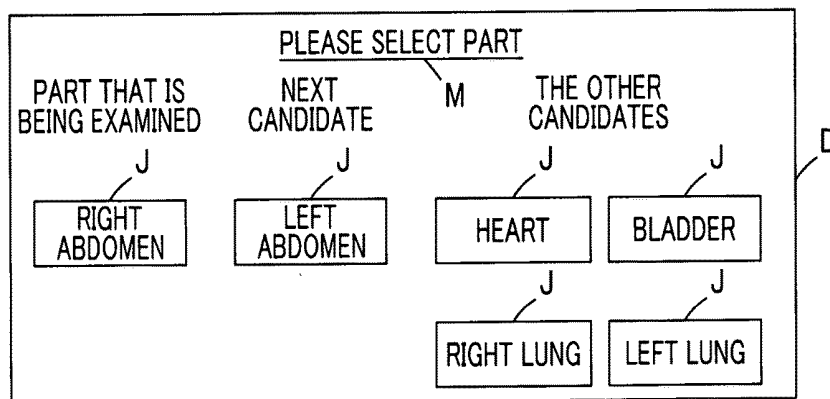 PLEASE SELECT PART
M
PART THAT IS
BEING EXAMINED
NEXT
CANDIDATE
THE OTHER
CANDIDATES
D
J
RIGHT
ABDOMEN
J
LEFT
ABDOMEN
J
HEART
J
BLADDER
J
RIGHT LUNG
J
LEFT LUNG